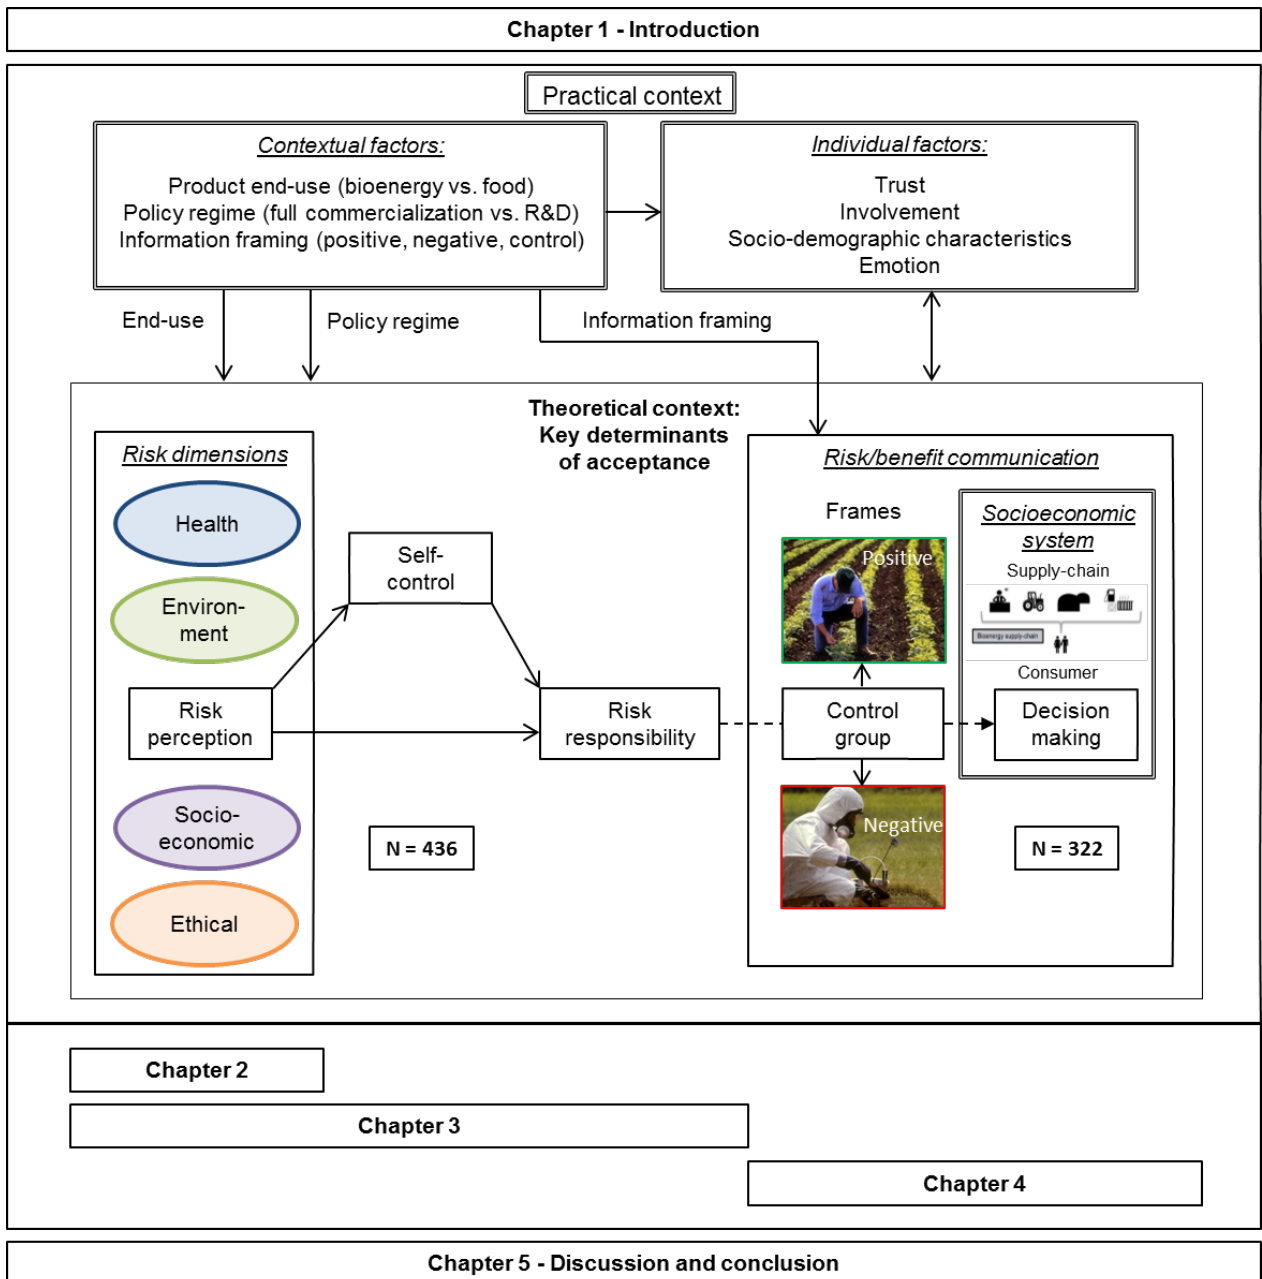 Chapter 1 - Introduction
Practical context
Contextual factors:
Product end-use (bioenergy vs. food)
Policy regime (full commercialization vs. R&D)
Information framing (positive, negative, control)
Individual factors:
Trust
Involvement
Socio-demographic characteristics
Emotion
End-use
Policy regime
Information framing
Theoretical context:
Key determinants
of acceptance
Risk dimensions
Health
Environ-
ment
Risk
perception
Socio-
economic
Ethical
Self-
control
Risk
responsibility
N = 436
Risk/benefit communication
Frames
Positive
Control
group
Negative
Socioeconomic
system
Supply-chain
Bioenergy supply-chain
Consumer
Decision
making
N = 322
Chapter 2
Chapter 3
Chapter 4
Chapter 5 - Discussion and conclusion